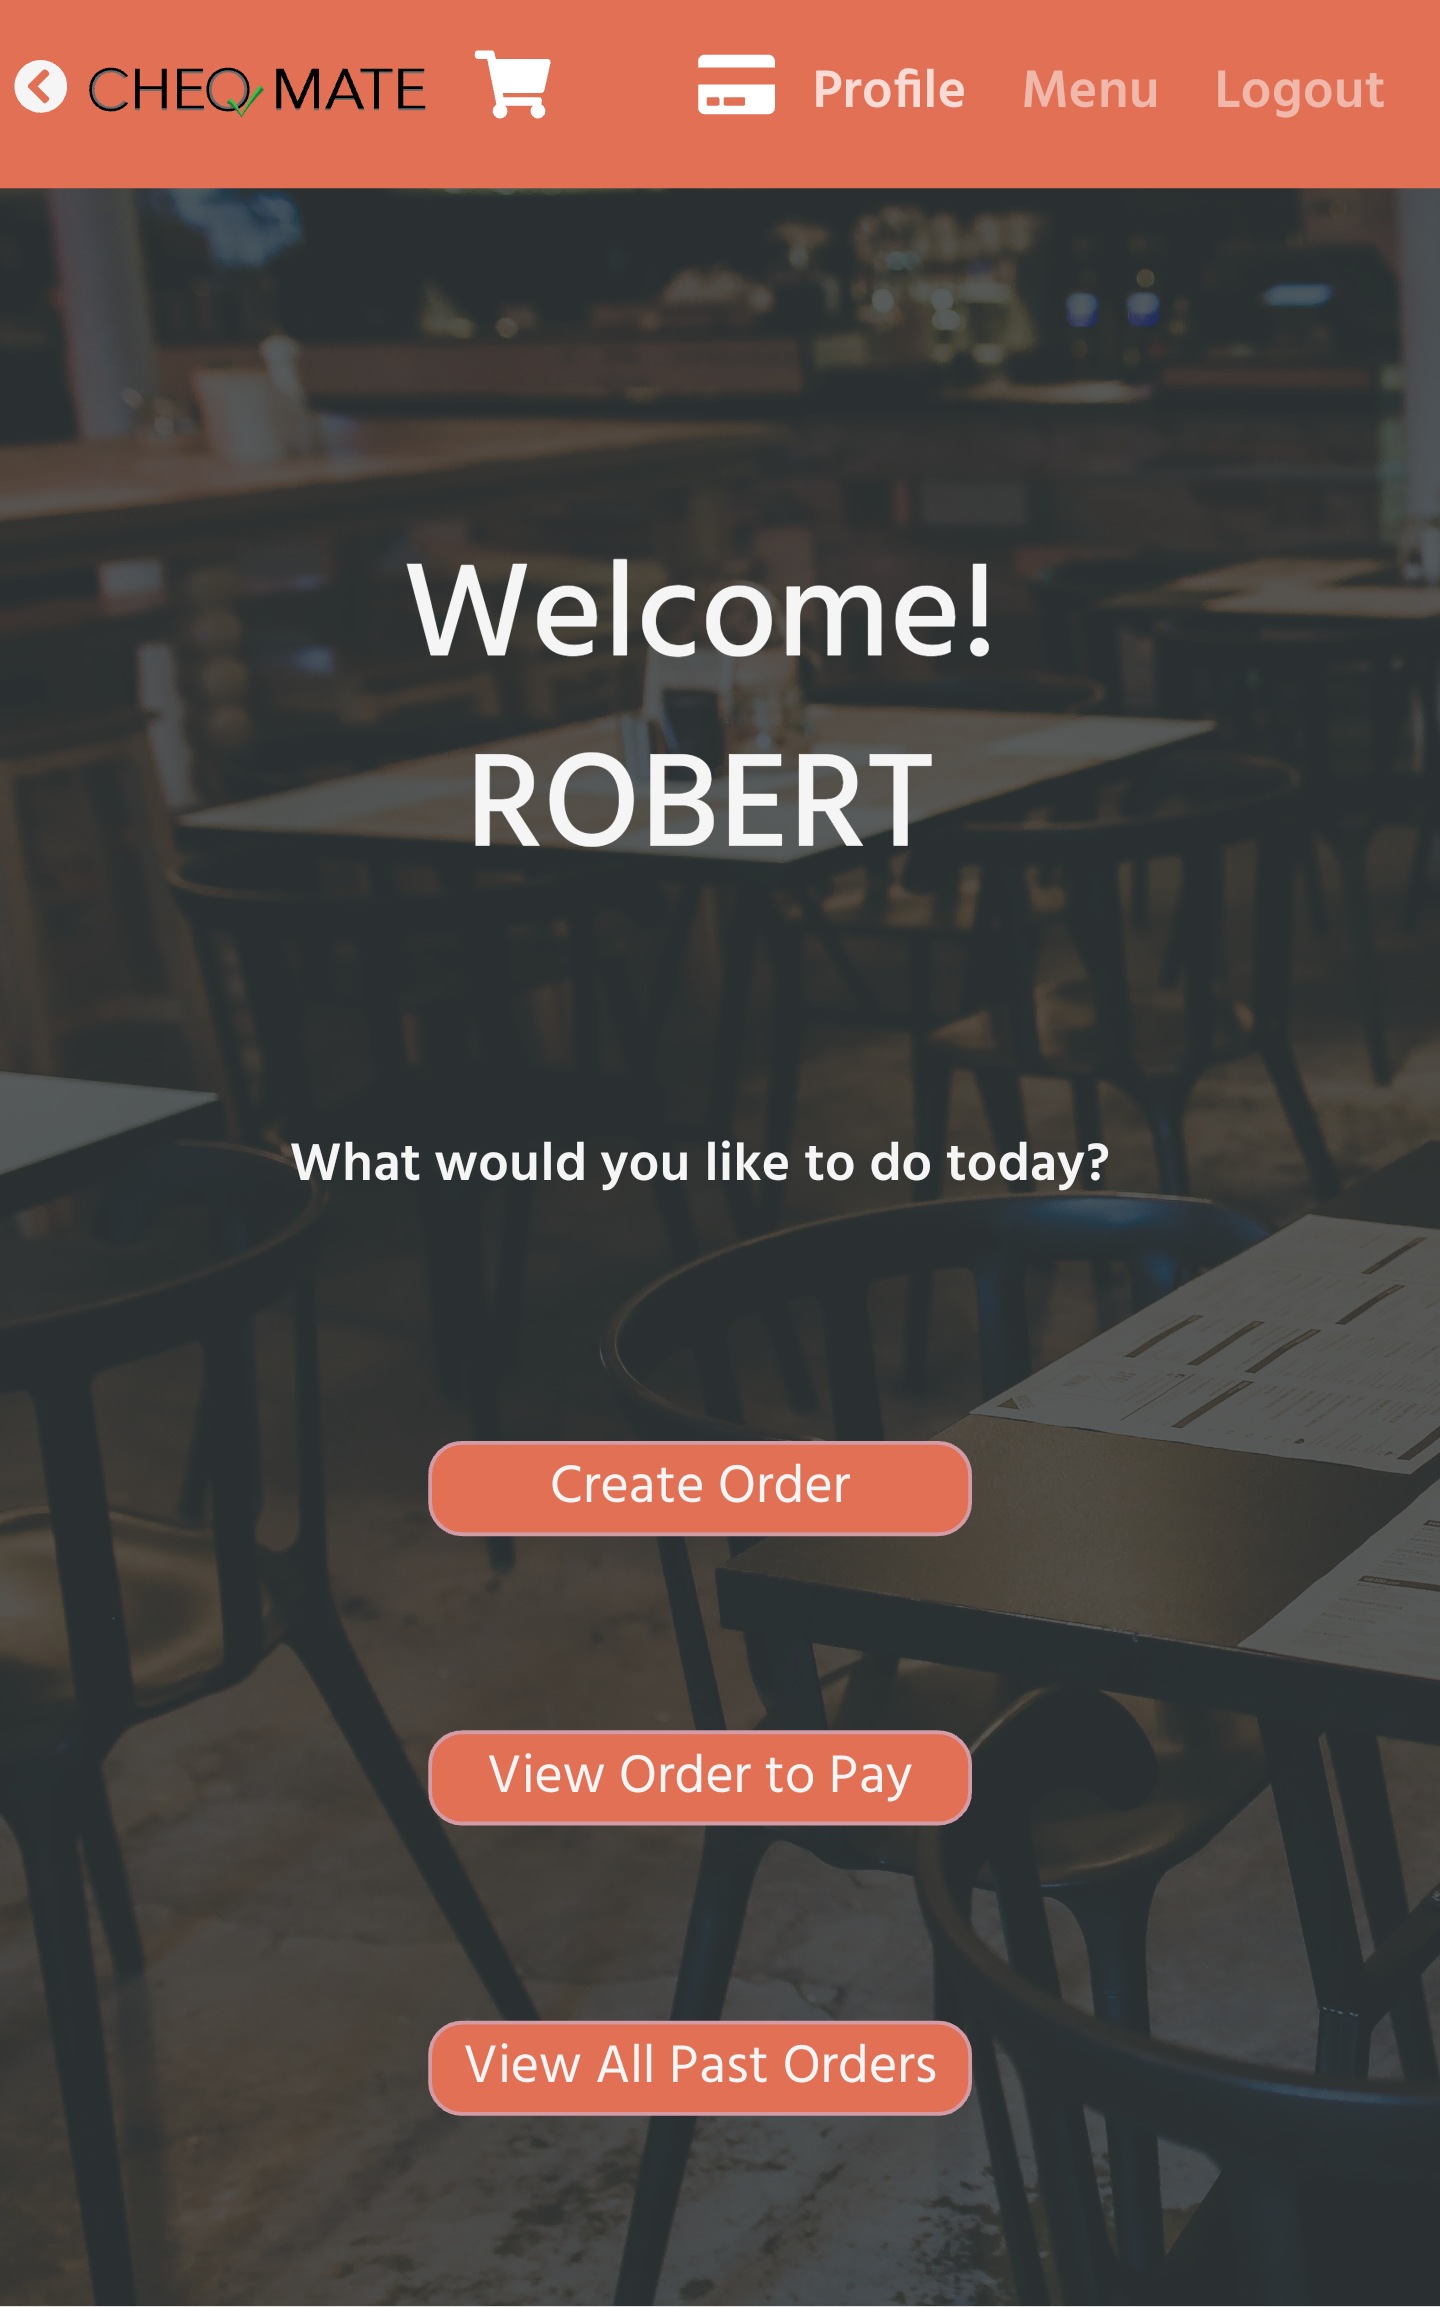 CHEQ MATE Profile Menu Logout
Welcome!
ROBERT
What would you like to do today?
Create Order
View Order to Pay
View All Past Orders